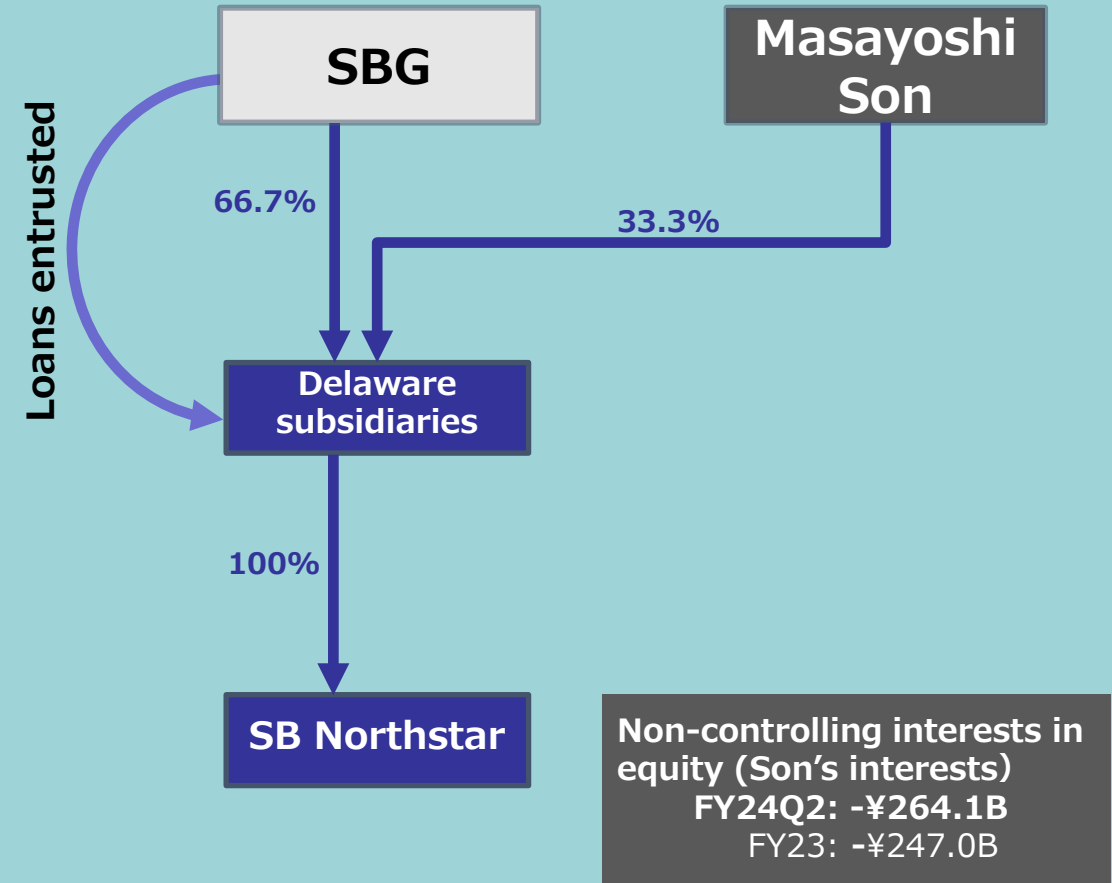 SBG
Masayoshi
Son
Loans entrusted
66.7%
33.3%
Delaware
subsidiaries
100%
SB Northstar
Non-controlling interests in
equity (Son’s interests)
FY24Q2: -¥264.1B
FY23: -¥247.0B